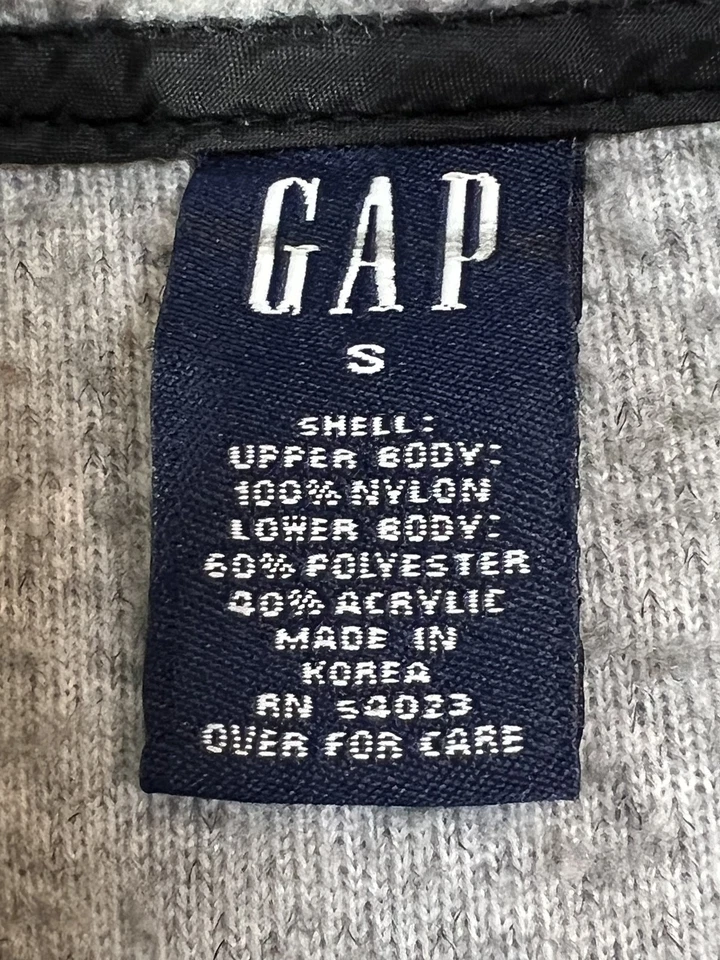 GAP
S
SHELL:
UPPER BODY:
100% NYLON
LOWER BODY:
60% POLYESTER
40% ACRYLIC
MADE IN
KOREA
RN 54023
OVER FOR CARE